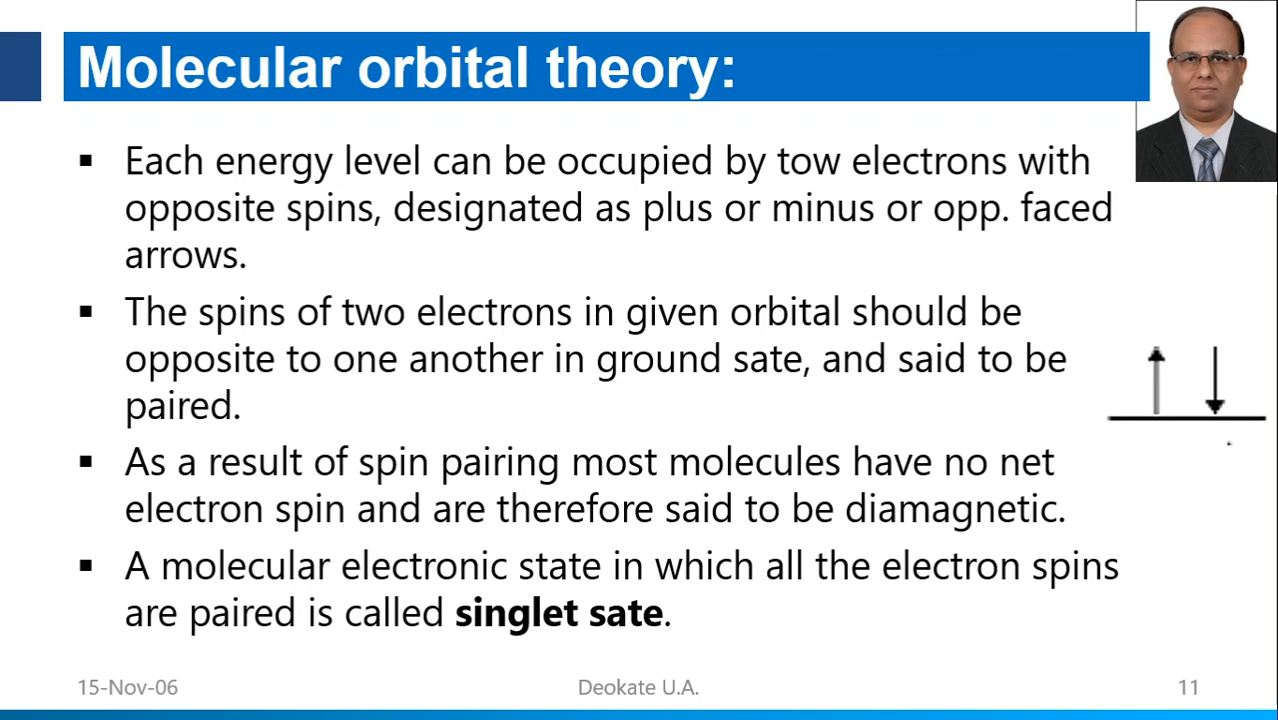 Molecular orbital theory:
▪ Each energy level can be occupied by tow electrons with
opposite spins, designated as plus or minus or opp. faced
arrows.
▪ The spins of two electrons in given orbital should be
opposite to one another in ground sate, and said to be
paired.
▪ As a result of spin pairing most molecules have no net
electron spin and are therefore said to be diamagnetic.
▪ A molecular electronic state in which all the electron spins
are paired is called singlet sate.
15-Nov-06 Deokate U.A. 11